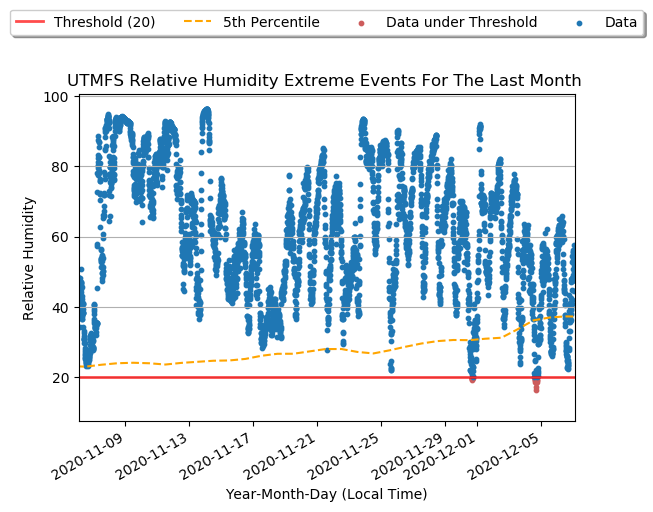 Threshold (20) 5th Percentile Data under Threshold Data
UTMFS Relative Humidity Extreme Events For The Last Month
100
80
60
40
20
Relative Humidity
2020-11-09 2020-11-13 2020-11-17 2020-11-21 2020-11-25 2020-11-29 2020-12-01 2020-12-05
Year-Month-Day (Local Time)